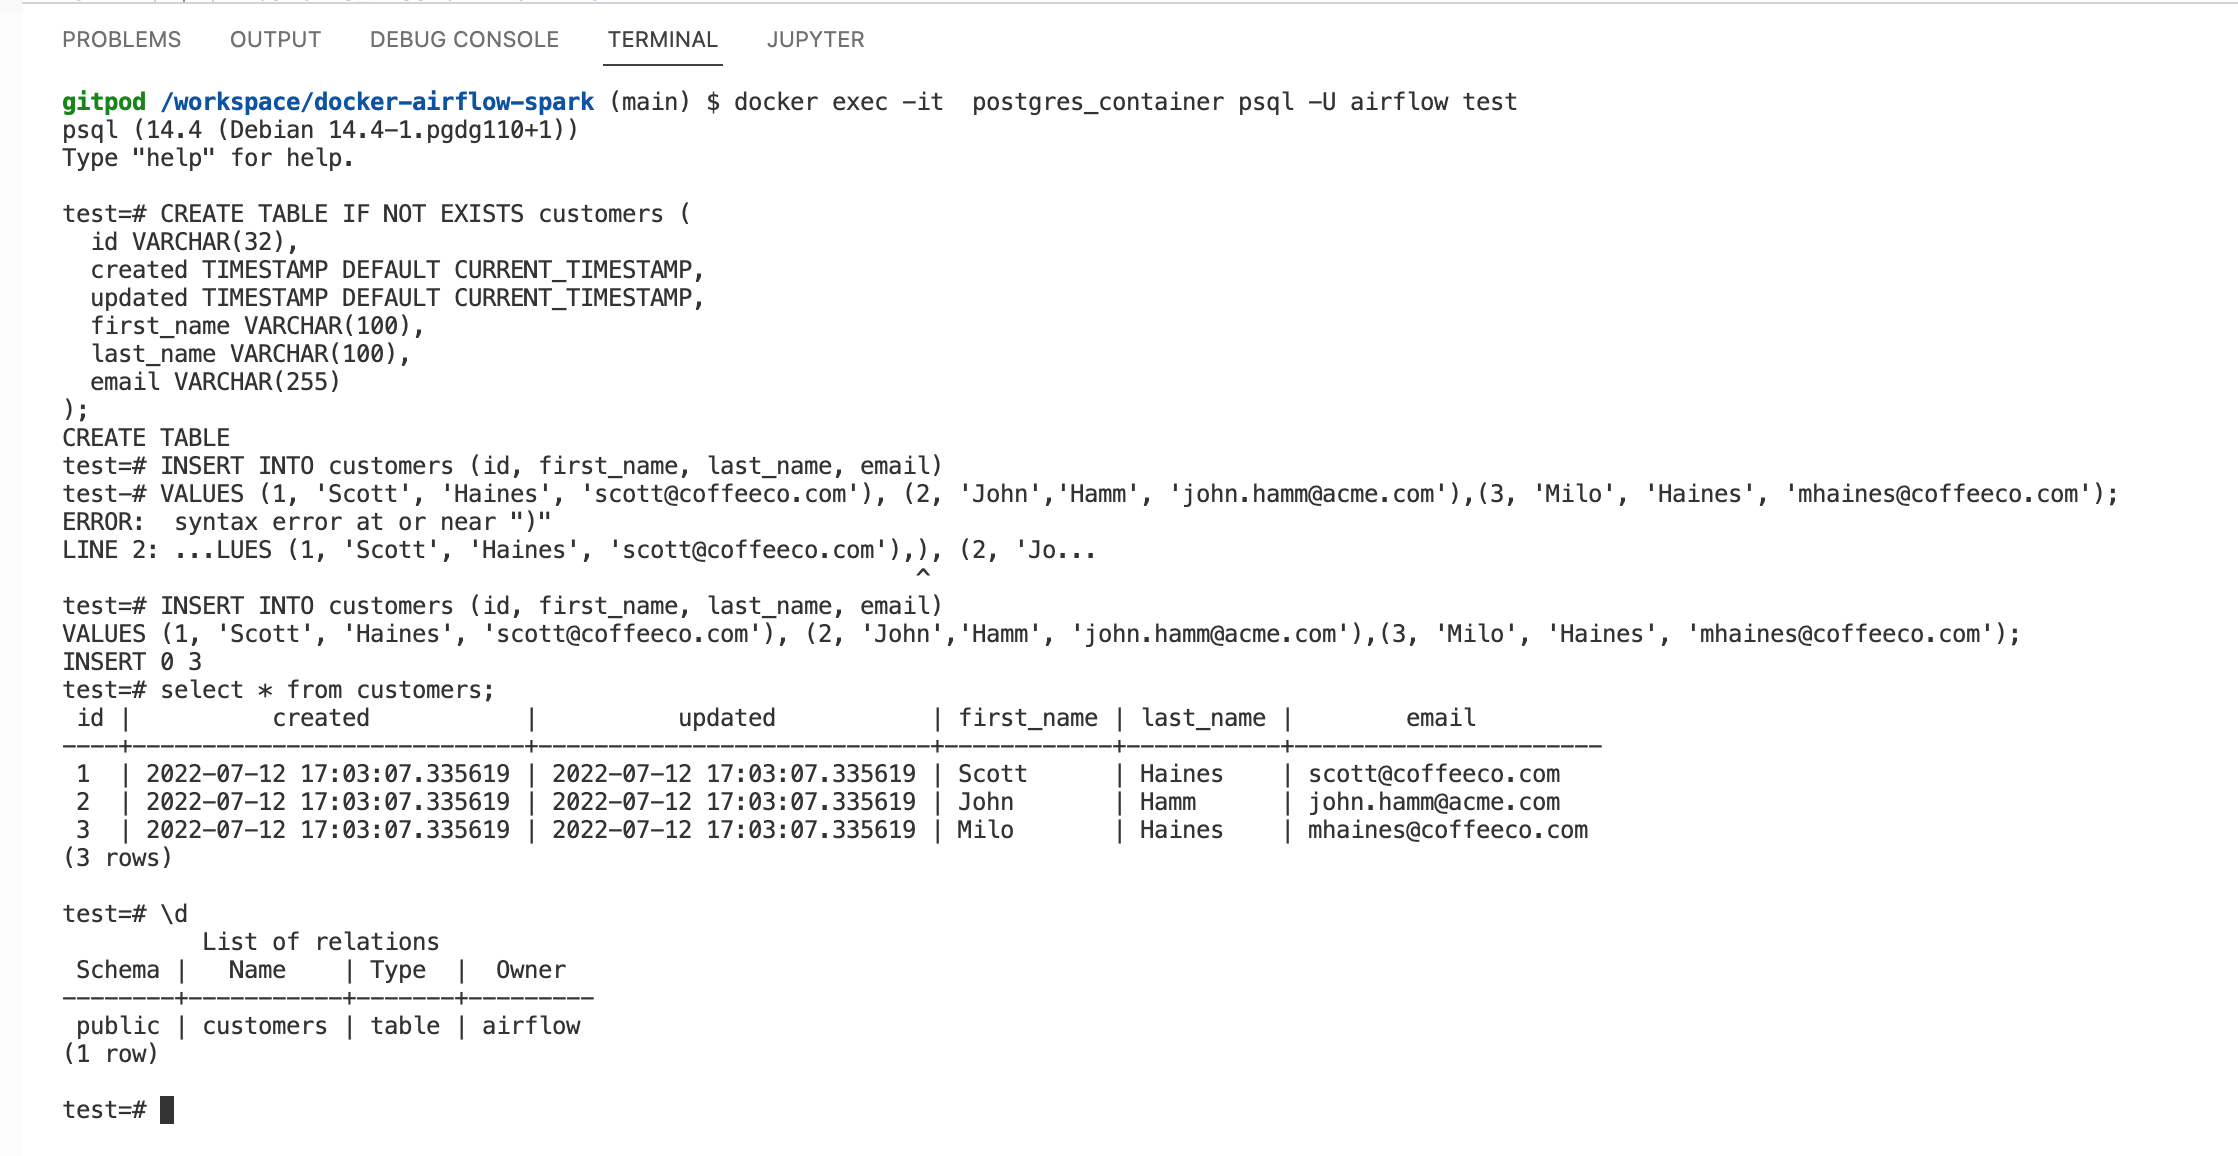 PROBLEMS OUTPUT DEBUG CONSOLE TERMINAL JUPYTER
gitpod /workspace/docker-airflow-spark (main) $ docker exec -it  postgres_container psql -U airflow test
psql (14.4 (Debian 14.4-1.pgdg110+1))
Type "help" for help.

test=# CREATE TABLE IF NOT EXISTS customers (
  id VARCHAR(32),
  created TIMESTAMP DEFAULT CURRENT_TIMESTAMP,
  updated TIMESTAMP DEFAULT CURRENT_TIMESTAMP,
  first_name VARCHAR(100),
  last_name VARCHAR(100),
  email VARCHAR(255)
);
CREATE TABLE
test=# INSERT INTO customers (id, first_name, last_name, email)
test-# VALUES (1, 'Scott', 'Haines', 'scott@coffeeco.com'), (2, 'John','Hamm', 'john.hamm@acme.com'),(3, 'Milo', 'Haines', 'mhaines@coffeeco.com');
ERROR:  syntax error at or near ")"
LINE 2: ...LUES (1, 'Scott', 'Haines', 'scott@coffeeco.com'),), (2, 'Jo...
                                                             ^
test=# INSERT INTO customers (id, first_name, last_name, email)
VALUES (1, 'Scott', 'Haines', 'scott@coffeeco.com'), (2, 'John','Hamm', 'john.hamm@acme.com'),(3, 'Milo', 'Haines', 'mhaines@coffeeco.com');
INSERT 0 3
test=# select * from customers;
 id |          created           |          updated           | first_name | last_name |        email
----+----------------------------+----------------------------+------------+-----------+----------------------
 1  | 2022-07-12 17:03:07.335619 | 2022-07-12 17:03:07.335619 | Scott      | Haines    | scott@coffeeco.com
 2  | 2022-07-12 17:03:07.335619 | 2022-07-12 17:03:07.335619 | John       | Hamm      | john.hamm@acme.com
 3  | 2022-07-12 17:03:07.335619 | 2022-07-12 17:03:07.335619 | Milo       | Haines    | mhaines@coffeeco.com
(3 rows)

test=# \d
          List of relations
 Schema |   Name    | Type  |  Owner
--------+-----------+-------+---------
 public | customers | table | airflow
(1 row)

test=#